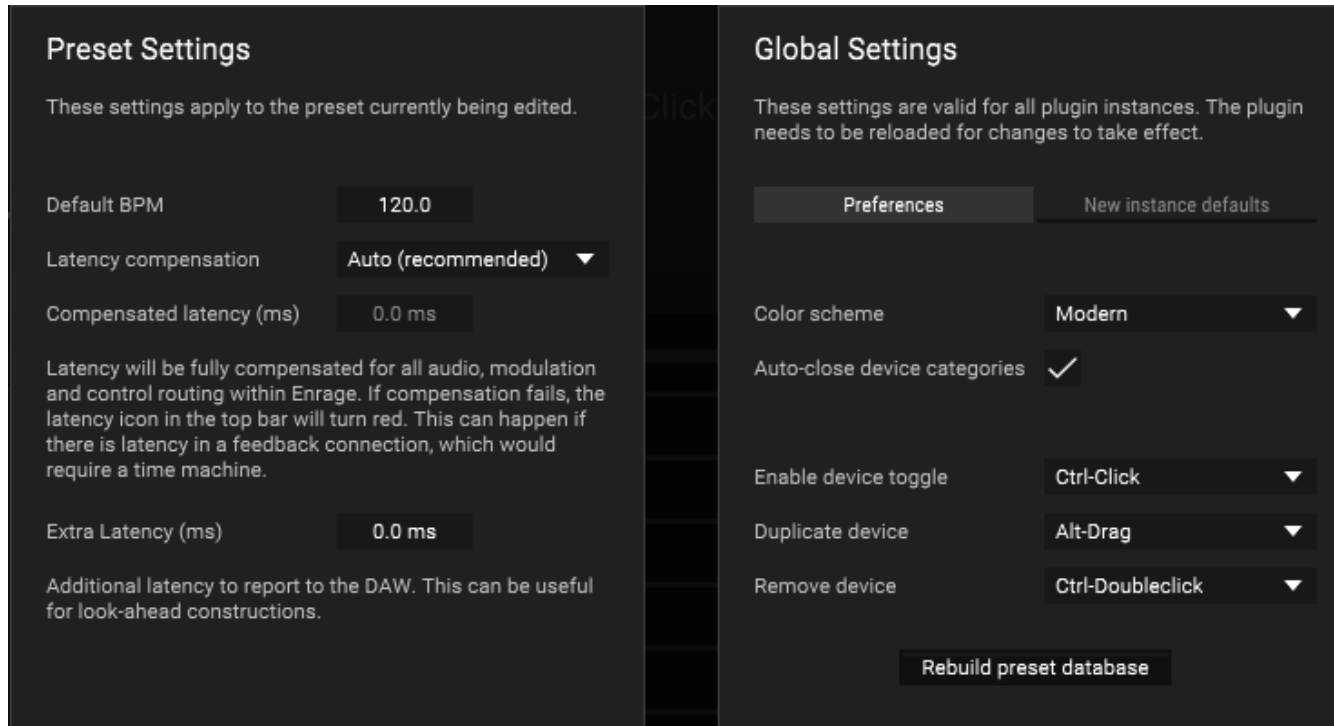 Preset Settings
These settings apply to the preset currently being edited.
Default BPM
120.0
Latency compensation
Auto (recommended)
Compensated latency (ms)
0.0 ms
Latency will be fully compensated for all audio, modulation
and control routing within Enrage. If compensation fails, the
latency icon in the top bar will turn red. This can happen if
there is latency in a feedback connection, which would
require a time machine.
Extra Latency (ms)
0.0 ms
Additional latency to report to the DAW. This can be useful
for look-ahead constructions.
Click
Global Settings
These settings are valid for all plugin instances. The plugin
needs to be reloaded for changes to take effect.
Preferences
New instance defaults
Color scheme
Modern
Auto-close device categories
Enable device toggle
Ctrl-Click
Duplicate device
Alt-Drag
Remove device
Ctrl-Doubleclick
Rebuild preset database